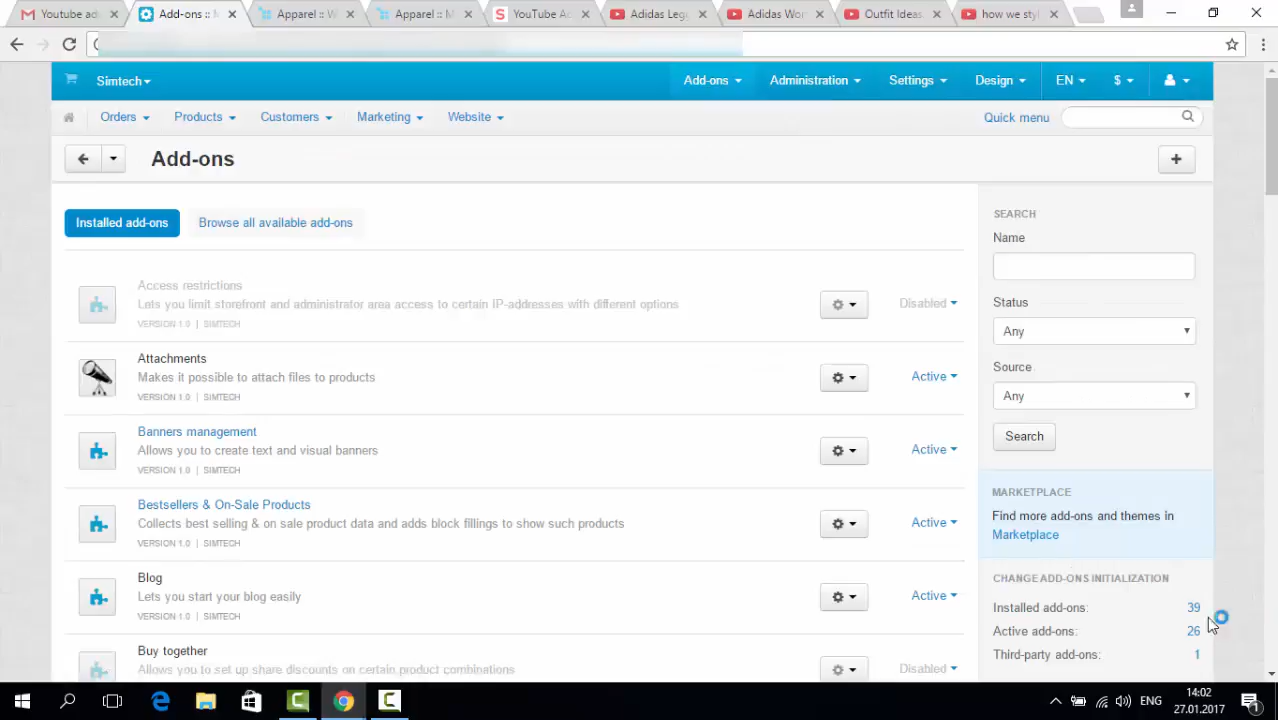 Youtube ad
Add-ons ::
Apparel :: W
Apparel :: M
YouTube Ac
Adidas Legg
Adidas Wor
Outfit Ideas
how we styl
Simtech
Add-ons
Administration
Settings
Design
EN
$
Orders
Products
Customers
Marketing
Website
Quick menu
Add-ons
Installed add-ons
Browse all available add-ons
Access restrictions
Lets you limit storefront and administrator area access to certain IP-addresses with different options
VERSION 1.0 | SIMTECH
Disabled
Attachments
Makes it possible to attach files to products
VERSION 1.0 | SIMTECH
Active
Banners management
Allows you to create text and visual banners
VERSION 1.0 | SIMTECH
Active
Bestsellers & On-Sale Products
Collects best selling & on sale product data and adds block fillings to show such products
VERSION 1.0 | SIMTECH
Active
Blog
Lets you start your blog easily
VERSION 1.0 | SIMTECH
Active
Buy together
Allows you to set up share discounts on certain product combinations
Disabled
SEARCH
Name
Status
Any
Source
Any
Search
MARKETPLACE
Find more add-ons and themes in
Marketplace
CHANGE ADD-ONS INITIALIZATION
Installed add-ons: 39
Active add-ons: 26
Third-party add-ons: 1
ENG
14:02
27.01.2017